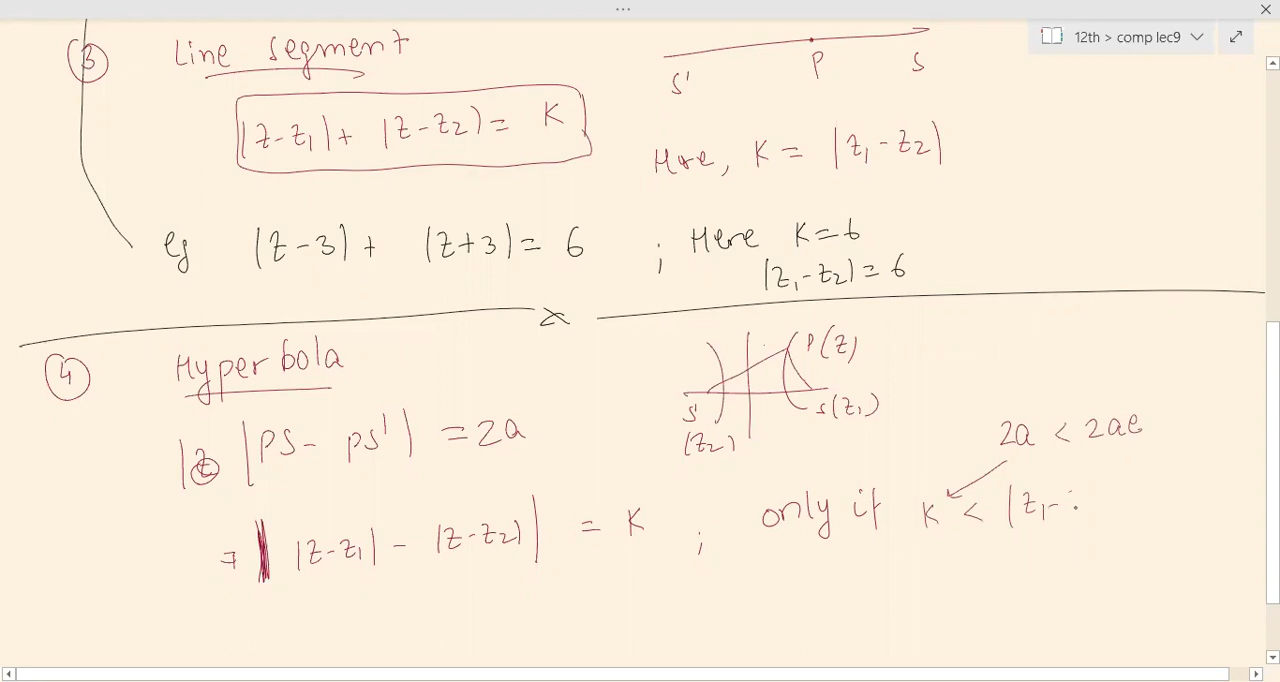 ...
12th > comp lec9
③ Line segment
S' P S
|z-z₁| + |z-z₂| = K
Here, K = |z₁-z₂|
eg |z-3| + |z+3| = 6 ; Here K=6
|z₁-z₂| = 6
④ Hyperbola
P(z)
S' S(z₁)
(z₂)
|PS - PS'| = 2a
2a < 2ae
⇒ ||z-z₁| - |z-z₂|| = K ; only if K < |z₁-